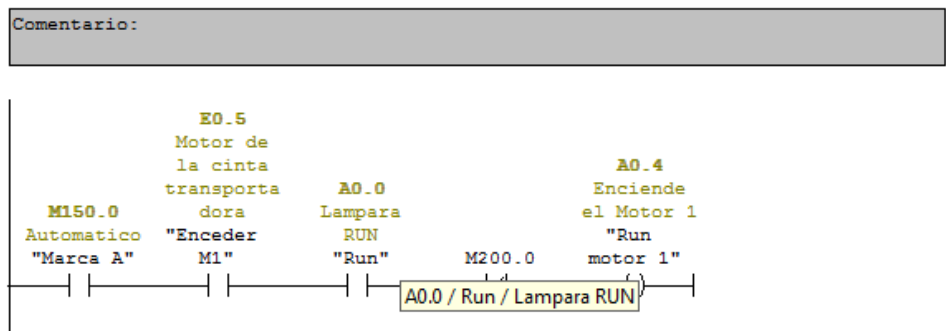 Comentario:
E0.5
Motor de
la cinta
transporta
dora
"Enceder
M1"
M150.0
Automatico
"Marca A"
A0.0
Lampara
RUN
"Run"
M200.0
A0.4
Enciende
el Motor 1
"Run
motor 1"
A0.0 / Run / Lampara RUN